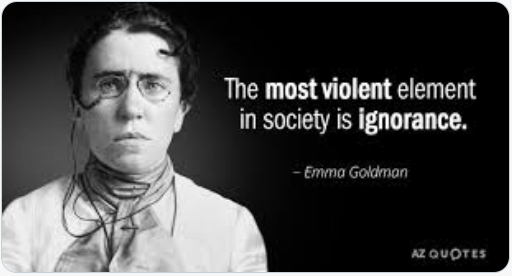 The most violent element
in society is ignorance.
– Emma Goldman
AZ QUOTES